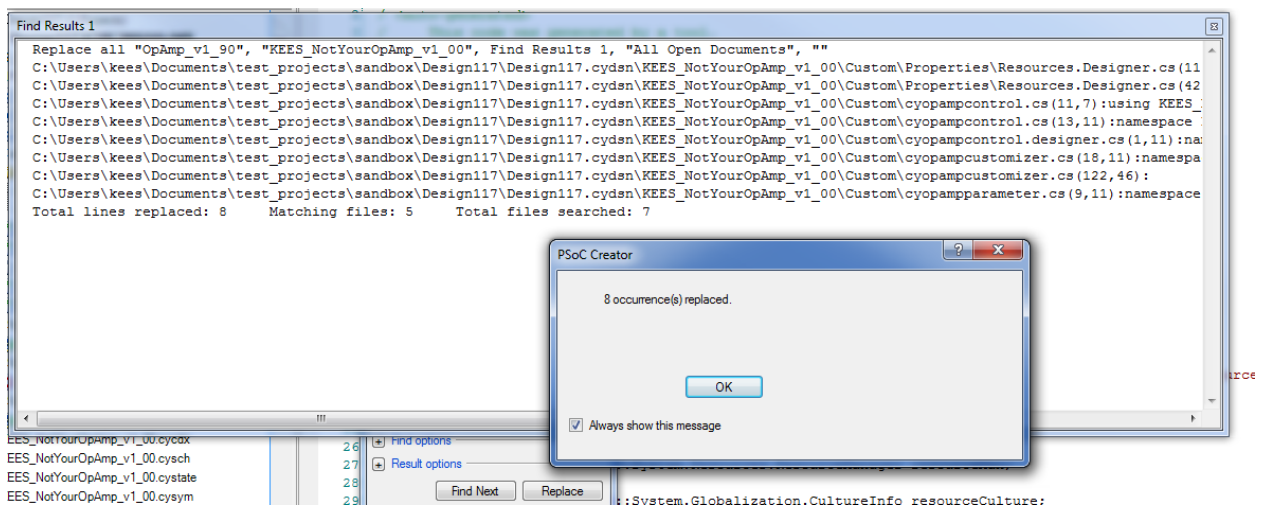 Find Results 1
Replace all "OpAmp_v1_90", "KEES_NotYourOpAmp_v1_00", Find Results 1, "All Open Documents", ""
C:\Users\kees\Documents\test_projects\sandbox\Design117\Design117.cydsn\KEES_NotYourOpAmp_v1_00\Custom\Properties\Resources.Designer.cs(11
C:\Users\kees\Documents\test_projects\sandbox\Design117\Design117.cydsn\KEES_NotYourOpAmp_v1_00\Custom\Properties\Resources.Designer.cs(42
C:\Users\kees\Documents\test_projects\sandbox\Design117\Design117.cydsn\KEES_NotYourOpAmp_v1_00\Custom\cyopampcontrol.cs(11,7):using KEES_
C:\Users\kees\Documents\test_projects\sandbox\Design117\Design117.cydsn\KEES_NotYourOpAmp_v1_00\Custom\cyopampcontrol.cs(13,11):namespace
C:\Users\kees\Documents\test_projects\sandbox\Design117\Design117.cydsn\KEES_NotYourOpAmp_v1_00\Custom\cyopampcontrol.designer.cs(1,11):na
C:\Users\kees\Documents\test_projects\sandbox\Design117\Design117.cydsn\KEES_NotYourOpAmp_v1_00\Custom\cyopampcustomizer.cs(18,11):namespa
C:\Users\kees\Documents\test_projects\sandbox\Design117\Design117.cydsn\KEES_NotYourOpAmp_v1_00\Custom\cyopampcustomizer.cs(122,46):
C:\Users\kees\Documents\test_projects\sandbox\Design117\Design117.cydsn\KEES_NotYourOpAmp_v1_00\Custom\cyopampparameter.cs(9,11):namespace
Total lines replaced: 8 Matching files: 5 Total files searched: 7
PSoC Creator
8 occurrence(s) replaced.
OK
Always show this message
EES_NotYourOpAmp_v1_00.cycdx
EES_NotYourOpAmp_v1_00.cysch
EES_NotYourOpAmp_v1_00.cystate
EES_NotYourOpAmp_v1_00.cysym
26
27
28
29
Find options
Result options
Find Next Replace
::System.Globalization.CultureInfo resourceCulture;